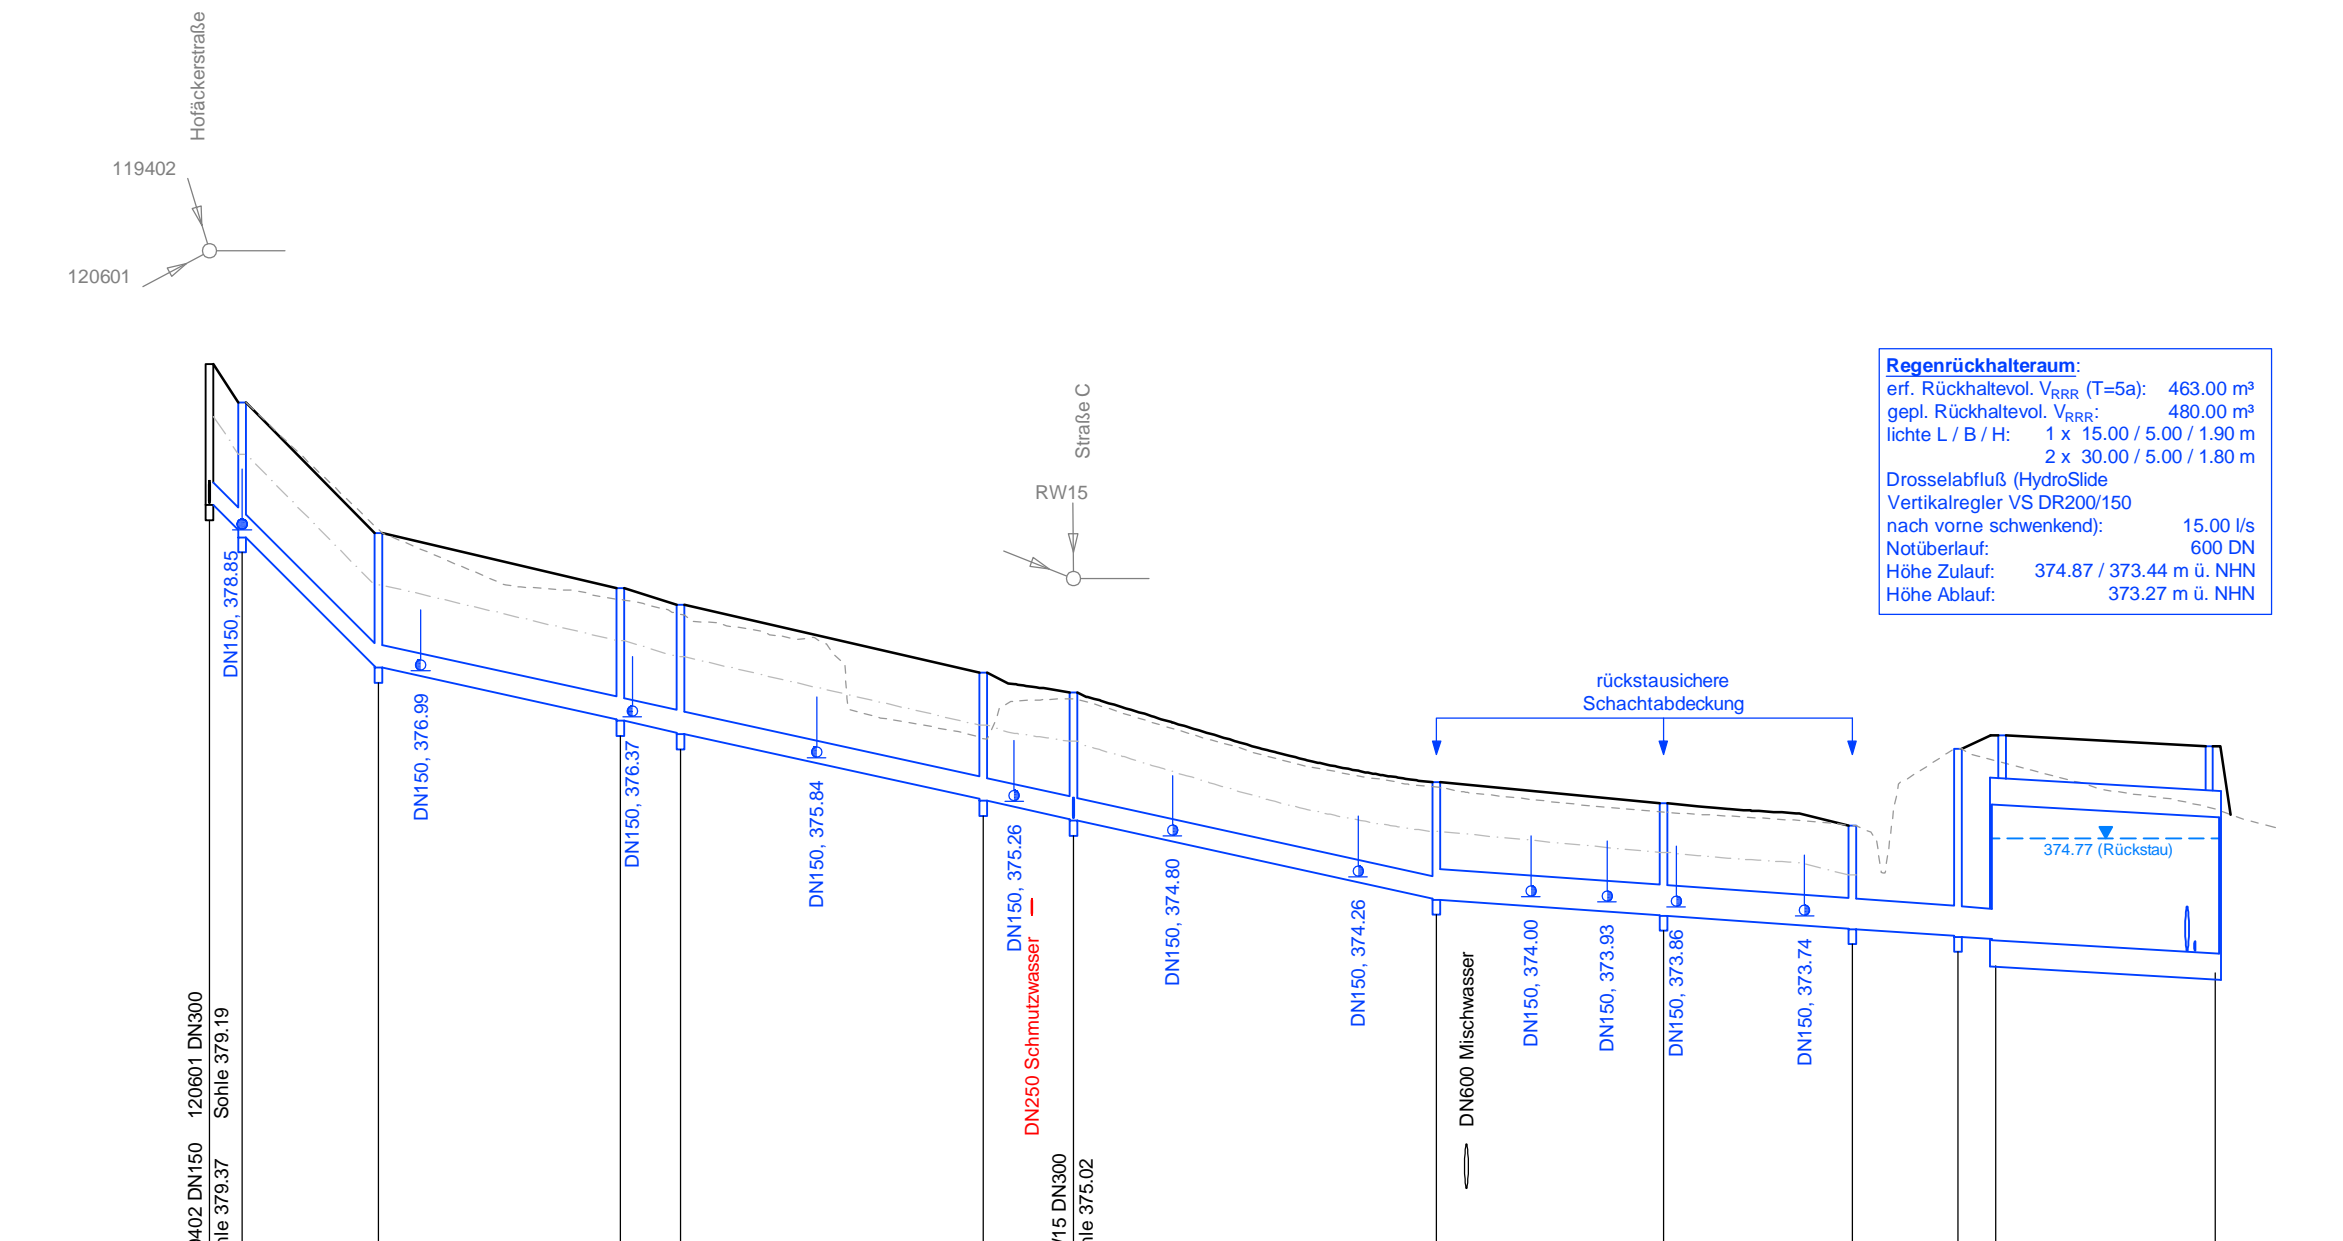 Hofäckerstraße
119402
120601
Straße C
RW15
Regenrückhalteraum:
erf. Rückhaltevol. VRRR (T=5a): 463.00 m³
gepl. Rückhaltevol. VRRR: 480.00 m³
lichte L / B / H: 1 x 15.00 / 5.00 / 1.90 m
2 x 30.00 / 5.00 / 1.80 m
Drosselabfluß (HydroSlide
Vertikalregler VS DR200/150
nach vorne schwenkend): 15.00 l/s
Notüberlauf: 600 DN
Höhe Zulauf: 374.87 / 373.44 m ü. NHN
Höhe Ablauf: 373.27 m ü. NHN
rückstausichere
Schachtabdeckung
374.77 (Rückstau)
DN150, 378.85
DN150, 376.99
DN150, 376.37
DN150, 375.84
DN150, 375.26
DN250 Schmutzwasser
DN150, 374.80
DN150, 374.26
DN600 Mischwasser
DN150, 374.00
DN150, 373.93
DN150, 373.86
DN150, 373.74
120601 DN300
Sohle 379.19
9402 DN150
hle 379.37
15 DN300
hle 375.02